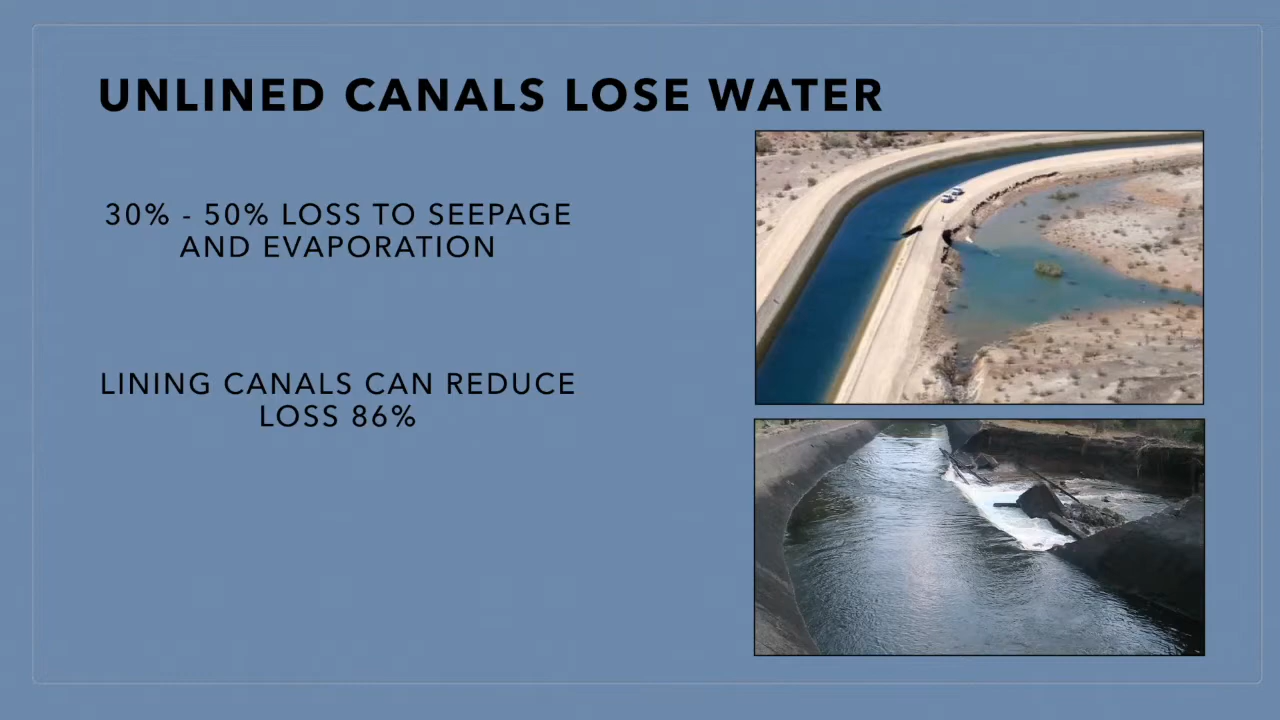 UNLINED CANALS LOSE WATER
30% - 50% LOSS TO SEEPAGE
AND EVAPORATION
LINING CANALS CAN REDUCE
LOSS 86%